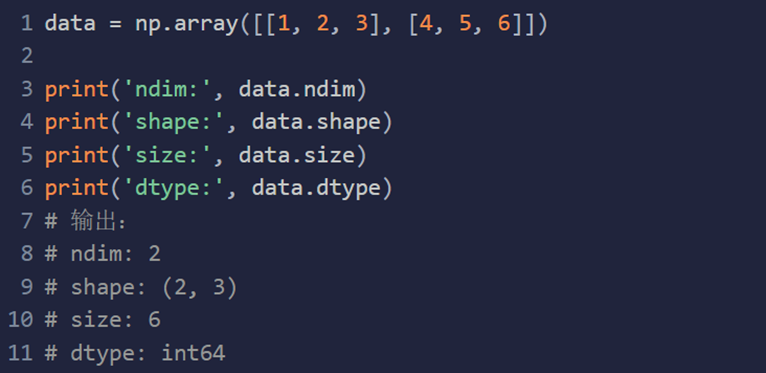 1 data = np.array([[1, 2, 3], [4, 5, 6]])
2
3 print('ndim:', data.ndim)
4 print('shape:', data.shape)
5 print('size:', data.size)
6 print('dtype:', data.dtype)
7 # 输出:
8 # ndim: 2
9 # shape: (2, 3)
10 # size: 6
11 # dtype: int64